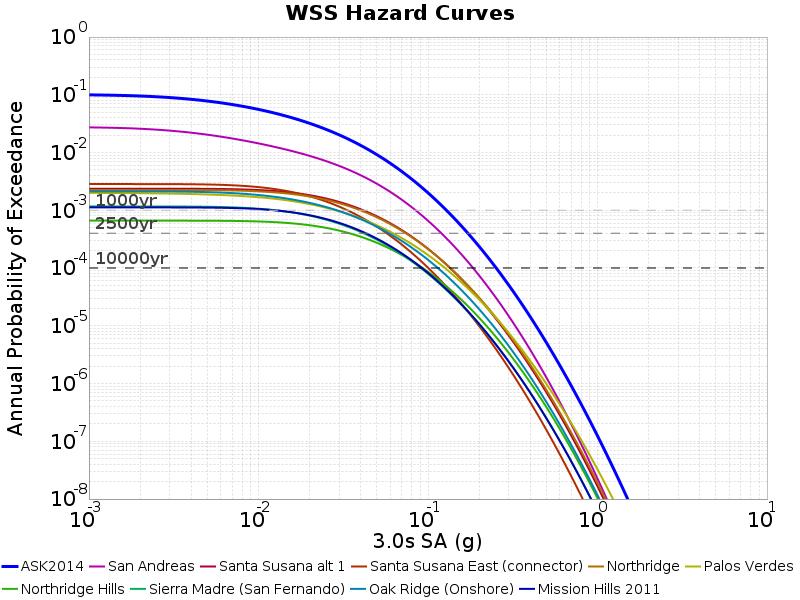 WSS Hazard Curves
Annual Probability of Exceedance
10^0
10^-1
10^-2
10^-3
10^-4
10^-5
10^-6
10^-7
10^-8
1000yr
2500yr
10000yr
10^-3 10^-2 10^-1 10^0 10^1
3.0s SA (g)
ASK2014 San Andreas Santa Susana alt 1 Santa Susana East (connector) Northridge Palos Verdes
Northridge Hills Sierra Madre (San Fernando) Oak Ridge (Onshore) Mission Hills 2011